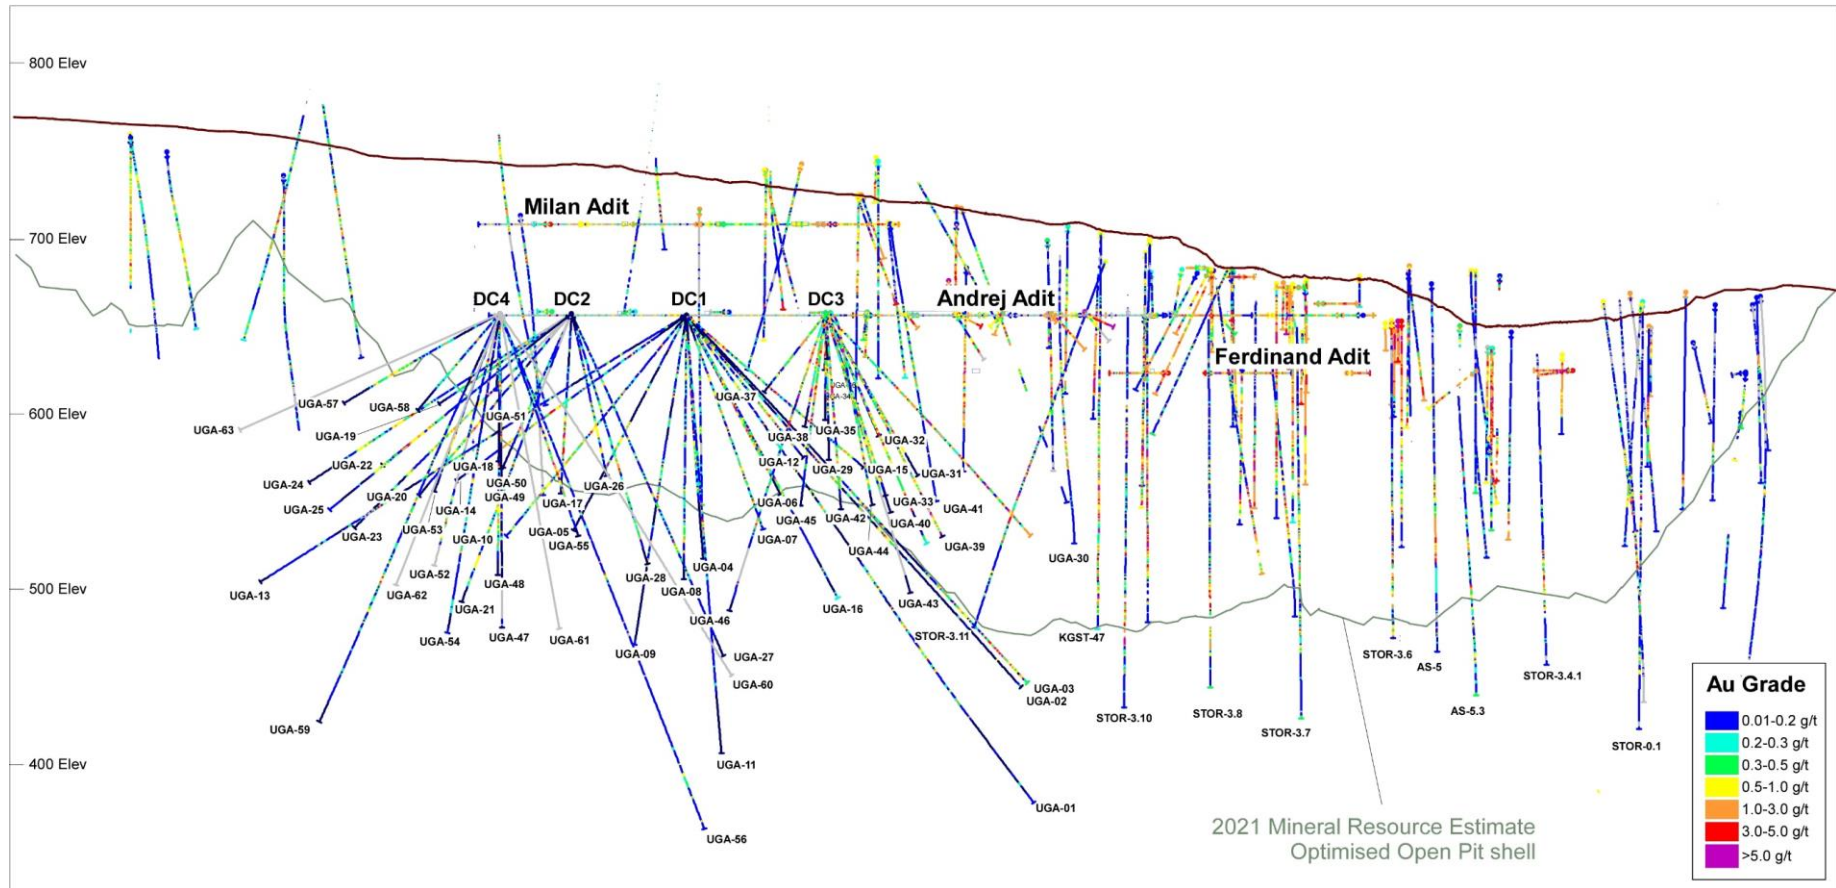 800 Elev
700 Elev
600 Elev
500 Elev
400 Elev
Milan Adit
DC4
DC2
DC1
DC3
Andrej Adit
Ferdinand Adit
UGA-57
UGA-58
UGA-63
UGA-19
UGA-51
UGA-37
UGA-34
UGA-35
UGA-38
UGA-32
UGA-22
UGA-18
UGA-12
UGA-29
UGA-15
UGA-31
UGA-24
UGA-50
UGA-26
UGA-20
UGA-49
UGA-17
UGA-06
UGA-33
UGA-25
UGA-14
UGA-45
UGA-42
UGA-40
UGA-41
UGA-23
UGA-53
UGA-10
UGA-05
UGA-55
UGA-07
UGA-44
UGA-39
UGA-30
UGA-52
UGA-28
UGA-04
UGA-13
UGA-62
UGA-48
UGA-08
UGA-21
UGA-16
UGA-43
UGA-54
UGA-47
UGA-61
UGA-46
UGA-09
UGA-27
UGA-60
STOR-3.11
KGST-47
UGA-03
UGA-02
STOR-3.6
AS-5
STOR-3.4.1
UGA-59
STOR-3.10
STOR-3.8
STOR-3.7
AS-5.3
STOR-0.1
UGA-11
UGA-01
UGA-56
2021 Mineral Resource Estimate
Optimised Open Pit shell
Au Grade
0.01-0.2 g/t
0.2-0.3 g/t
0.3-0.5 g/t
0.5-1.0 g/t
1.0-3.0 g/t
3.0-5.0 g/t
>5.0 g/t